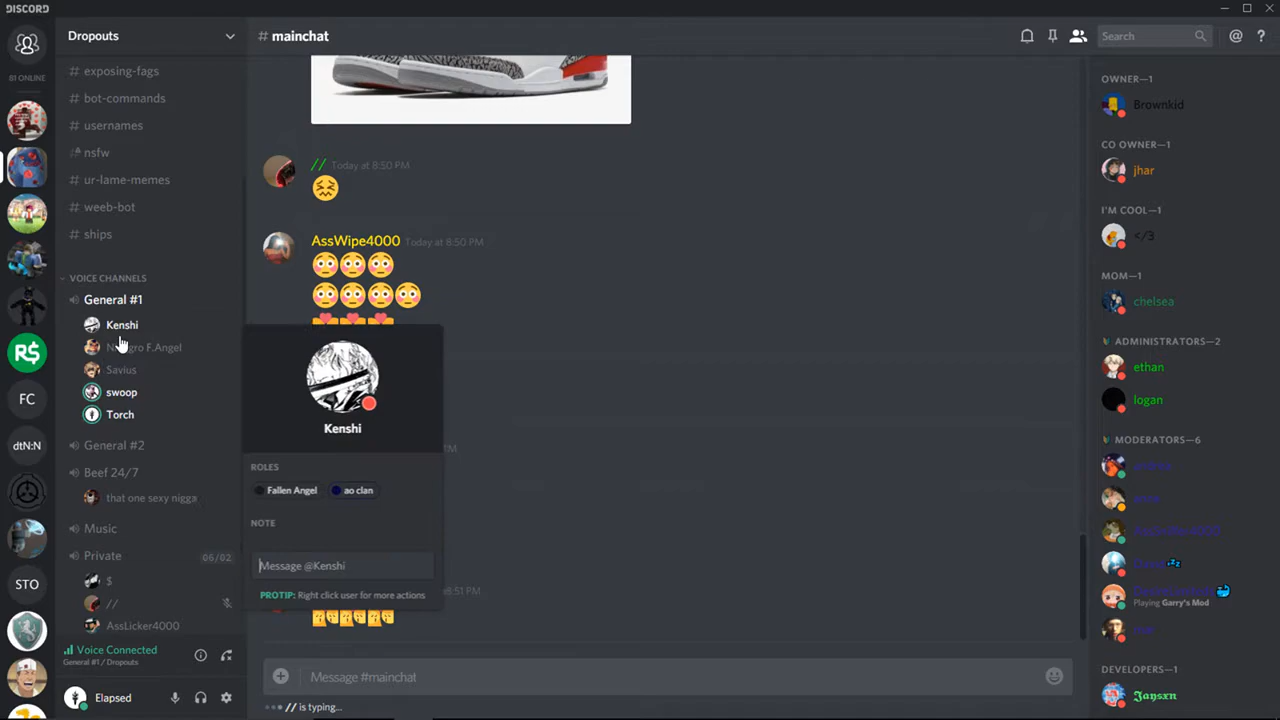 DISCORD
81 ONLINE
R$
FC
dtN:N
STO
Dropouts
# exposing-fags
# bot-commands
# usernames
# nsfw
# ur-lame-memes
# weeb-bot
# ships
VOICE CHANNELS
General #1
Kenshi
F.Angel
Savius
swoop
Torch
General #2
Beef 24/7
that one sexy nigga
Music
Private 06/02
$
//
AssLicker4000
Voice Connected
General #1 / Dropouts
Elapsed
# mainchat
Search
@ ?
// Today at 8:50 PM
AssWipe4000 Today at 8:50 PM
Kenshi
ROLES
Fallen Angel ao clan
NOTE
Message @Kenshi
PROTIP: Right click user for more actions
8:51 PM
Message #mainchat
// is typing...
OWNER—1
Brownkid
CO OWNER—1
jhar
I'M COOL—1
</3
MOM—1
chelsea
ADMINISTRATORS—2
ethan
logan
MODERATORS—6
Playing Garry's Mod
DEVELOPERS—1
Jaysxn